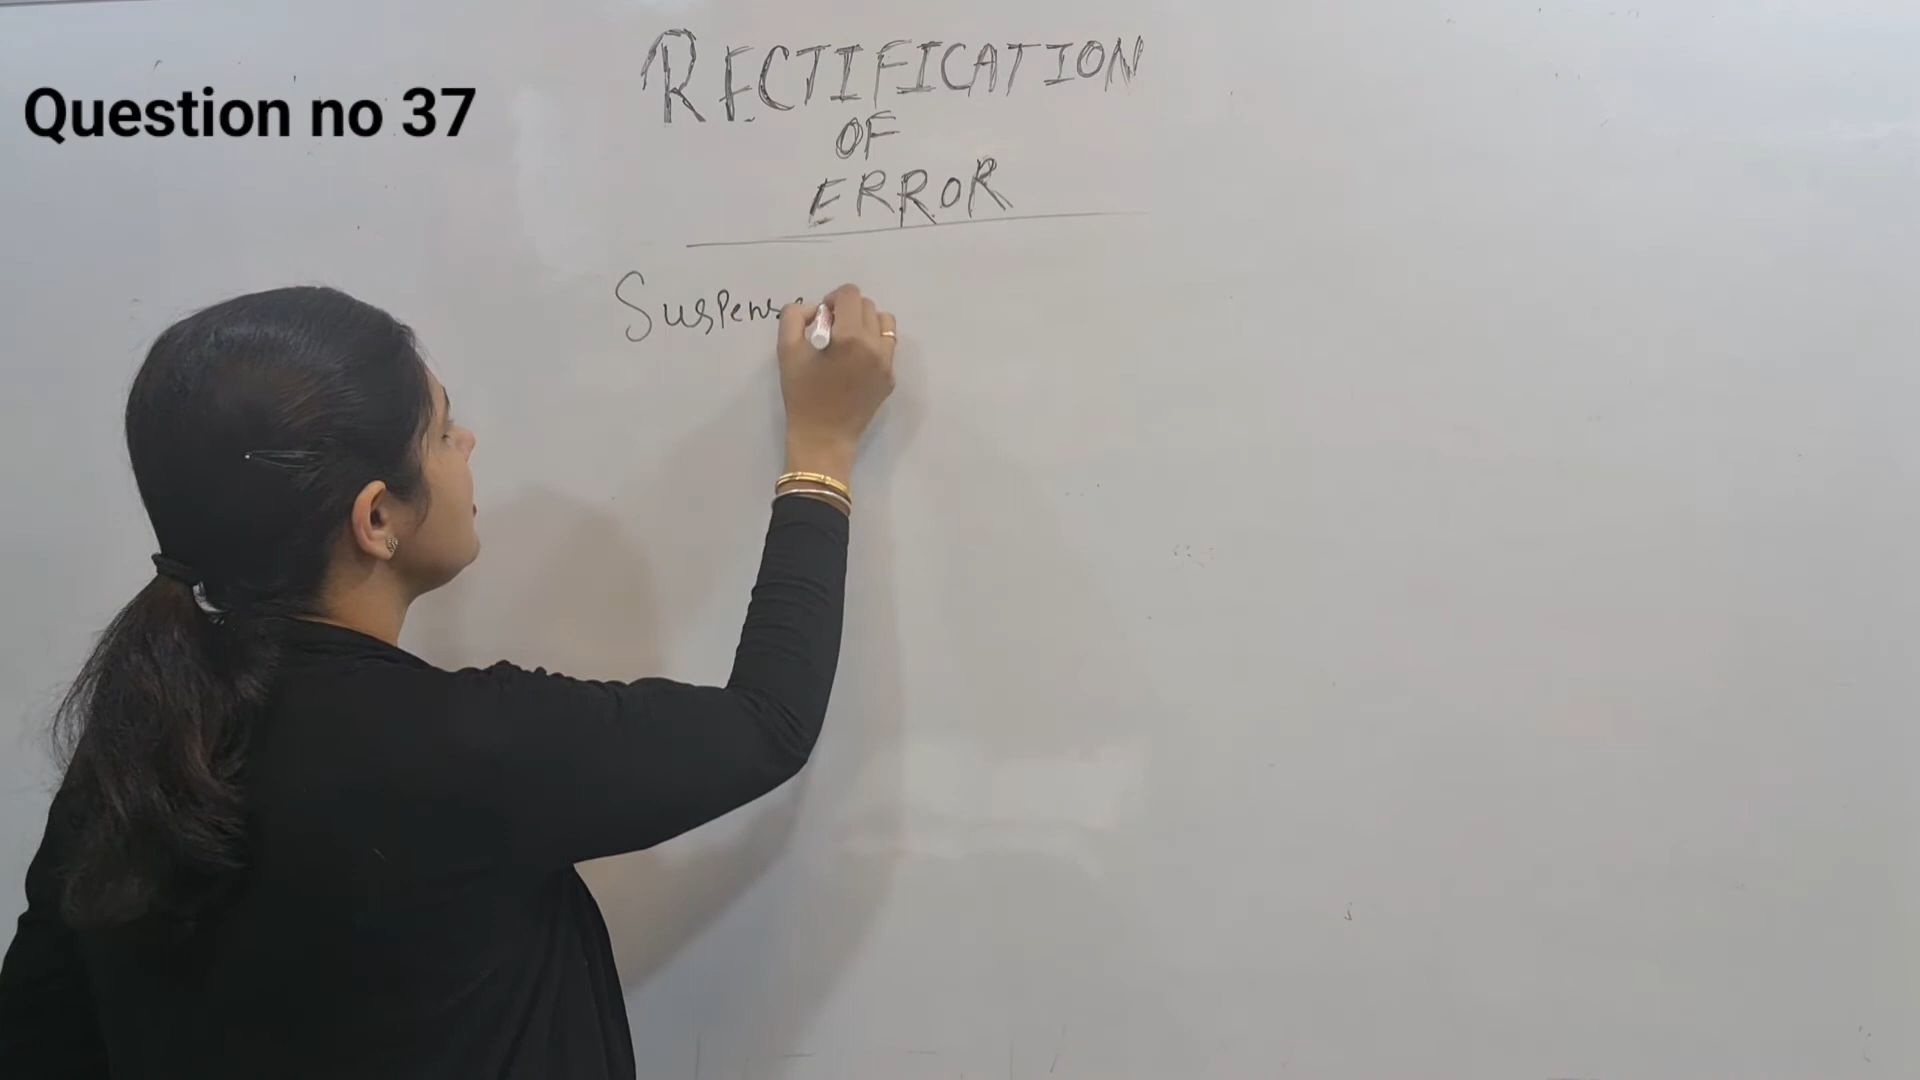 Question no 37
RECTIFICATION
OF
ERROR
Suspense